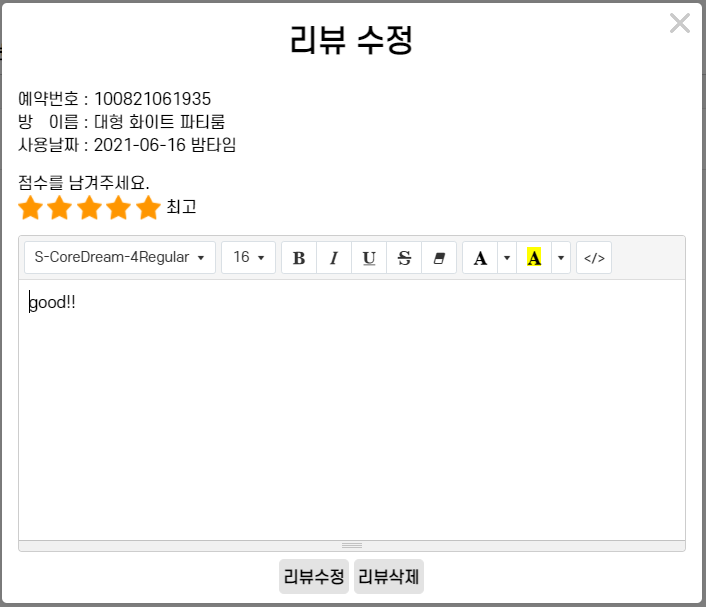 리뷰 수정
예약번호 : 100821061935
방 이름 : 대형 화이트 파티룸
사용날짜 : 2021-06-16 밤타임
점수를 남겨주세요.
최고
S-CoreDream-4Regular 16 B I U S A A </>
good!!
리뷰수정 리뷰삭제